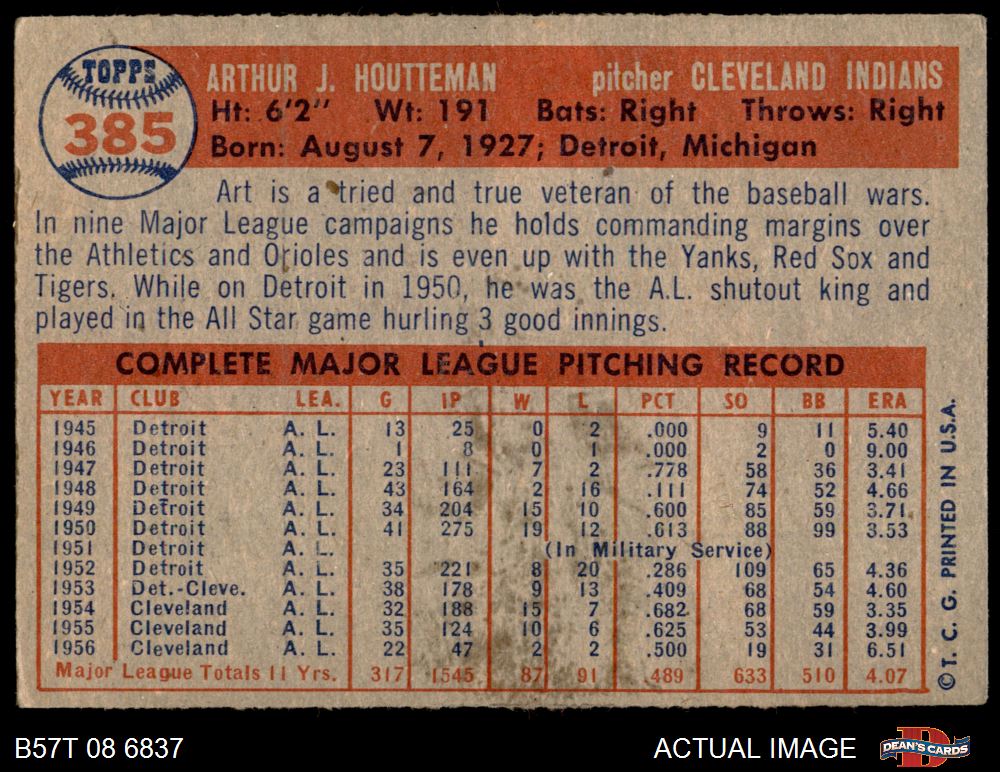 TOPPS
385
ARTHUR J. HOUTTEMAN pitcher CLEVELAND INDIANS
Ht: 6'2" Wt: 191 Bats: Right Throws: Right
Born: August 7, 1927; Detroit, Michigan
Art is a tried and true veteran of the baseball wars.
In nine Major League campaigns he holds commanding margins over
the Athletics and Orioles and is even up with the Yanks, Red Sox and
Tigers. While on Detroit in 1950, he was the A.L. shutout king and
played in the All Star game hurling 3 good innings.
COMPLETE MAJOR LEAGUE PITCHING RECORD
YEAR CLUB LEA. G IP W L PCT SO BB ERA
1945 Detroit A. L. 13 25 0 2 .000 9 11 5.40
1946 Detroit A. L. 1 8 0 1 .000 2 0 9.00
1947 Detroit A. L. 23 111 7 2 .778 58 36 3.41
1948 Detroit A. L. 43 164 2 16 .111 74 52 4.66
1949 Detroit A. L. 34 204 15 10 .600 85 59 3.71
1950 Detroit A. L. 41 275 19 12 .613 88 99 3.53
1951 Detroit A. L. (In Military Service)
1952 Detroit A. L. 35 221 8 20 .286 109 65 4.36
1953 Det.-Cleve. A. L. 38 178 9 13 .409 68 54 4.60
1954 Cleveland A. L. 32 188 15 7 .682 68 59 3.35
1955 Cleveland A. L. 35 124 10 6 .625 53 44 3.99
1956 Cleveland A. L. 22 47 2 2 .500 19 31 6.51
Major League Totals 11 Yrs. 317 1545 87 91 .489 633 510 4.07
©T. C. G. PRINTED IN U.S.A.
B57T 08 6837
ACTUAL IMAGE
DEAN'S CARDS